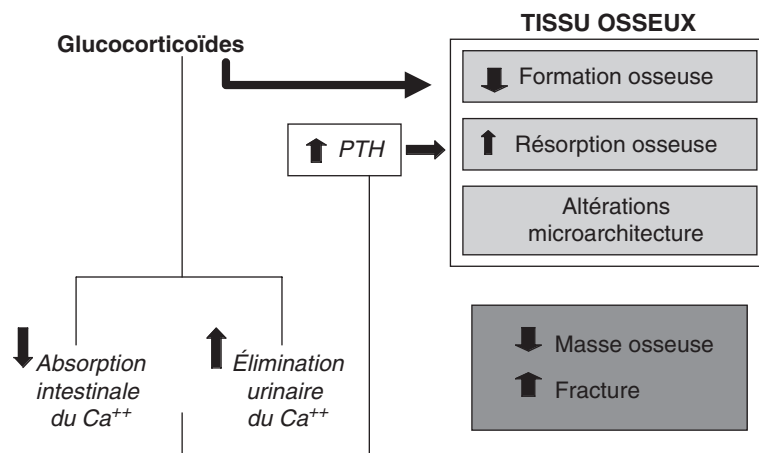 TISSU OSSEUX
Glucocorticoïdes
Formation osseuse
PTH
Résorption osseuse
Altérations
microarchitecture
Absorption
intestinale
du Ca++
Élimination
urinaire
du Ca++
Masse osseuse
Fracture